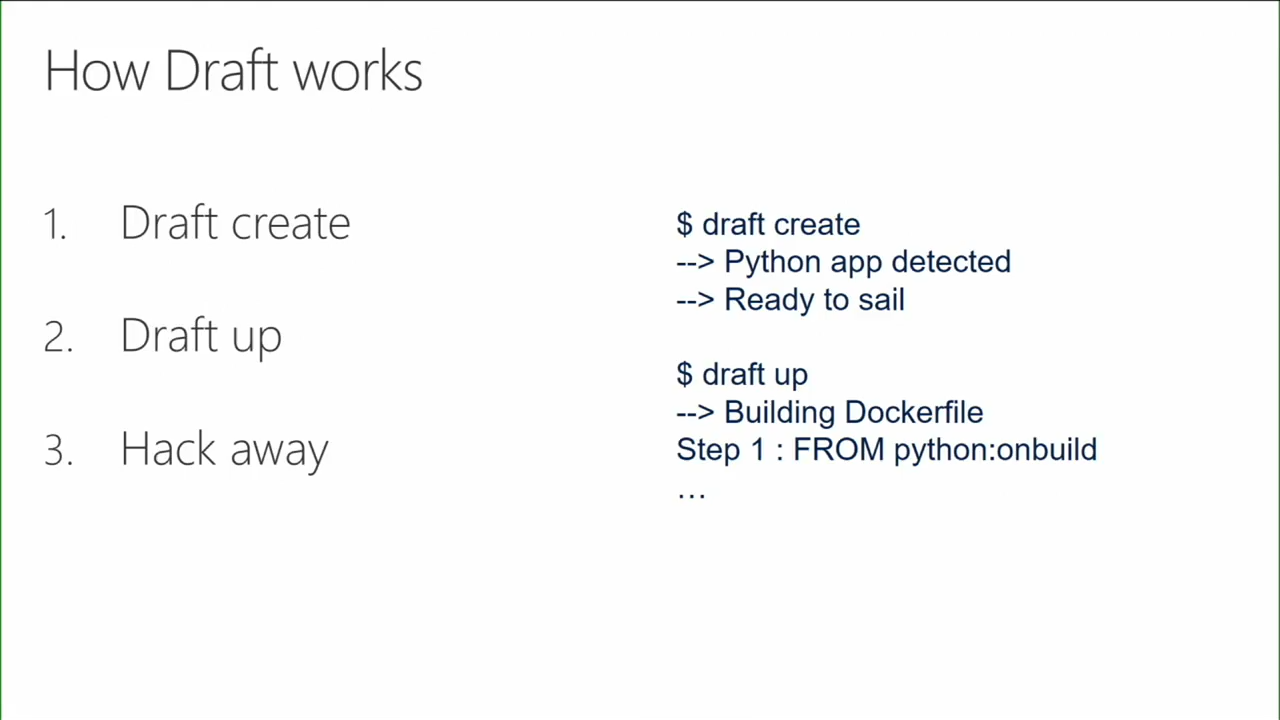 How Draft works
1. Draft create
2. Draft up
3. Hack away
$ draft create
--> Python app detected
--> Ready to sail
$ draft up
--> Building Dockerfile
Step 1 : FROM python:onbuild
…